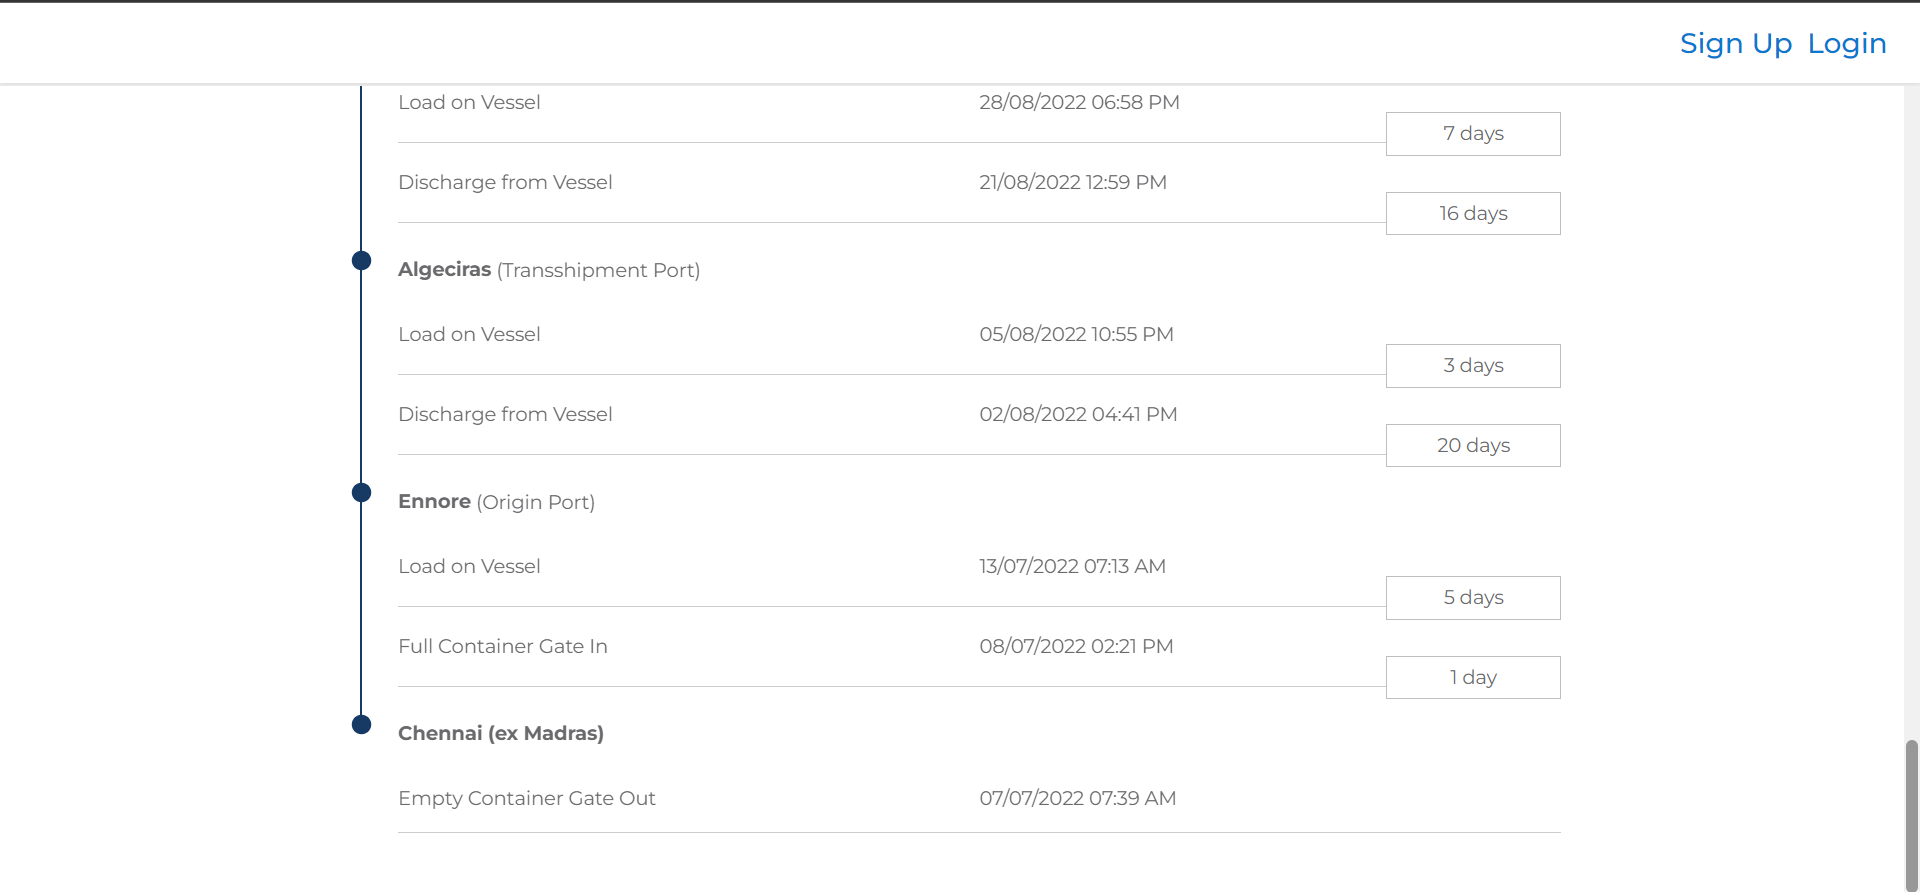 Sign Up Login
Load on Vessel 28/08/2022 06:58 PM
7 days
Discharge from Vessel 21/08/2022 12:59 PM
16 days
Algeciras (Transshipment Port)
Load on Vessel 05/08/2022 10:55 PM
3 days
Discharge from Vessel 02/08/2022 04:41 PM
20 days
Ennore (Origin Port)
Load on Vessel 13/07/2022 07:13 AM
5 days
Full Container Gate In 08/07/2022 02:21 PM
1 day
Chennai (ex Madras)
Empty Container Gate Out 07/07/2022 07:39 AM